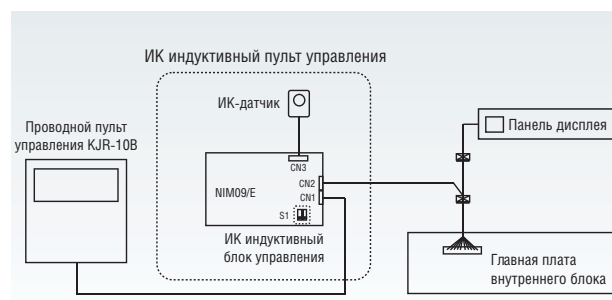 ИК индуктивный пульт управления
ИК-датчик
Проводной пульт
управления KJR-10B
Панель дисплея
CN3
NIM09/E
CN2
CN1
S1
ИК индуктивный
блок управления
Главная плата
внутреннего блока